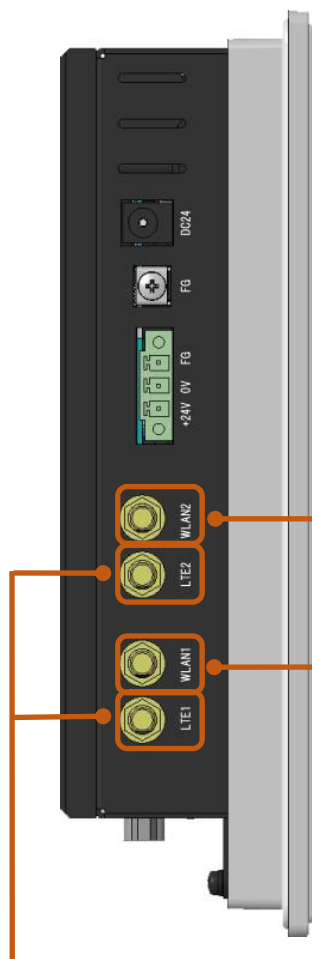 DC24
FG
+24V 0V FG
WLAN2
LTE2
WLAN1
LTE1